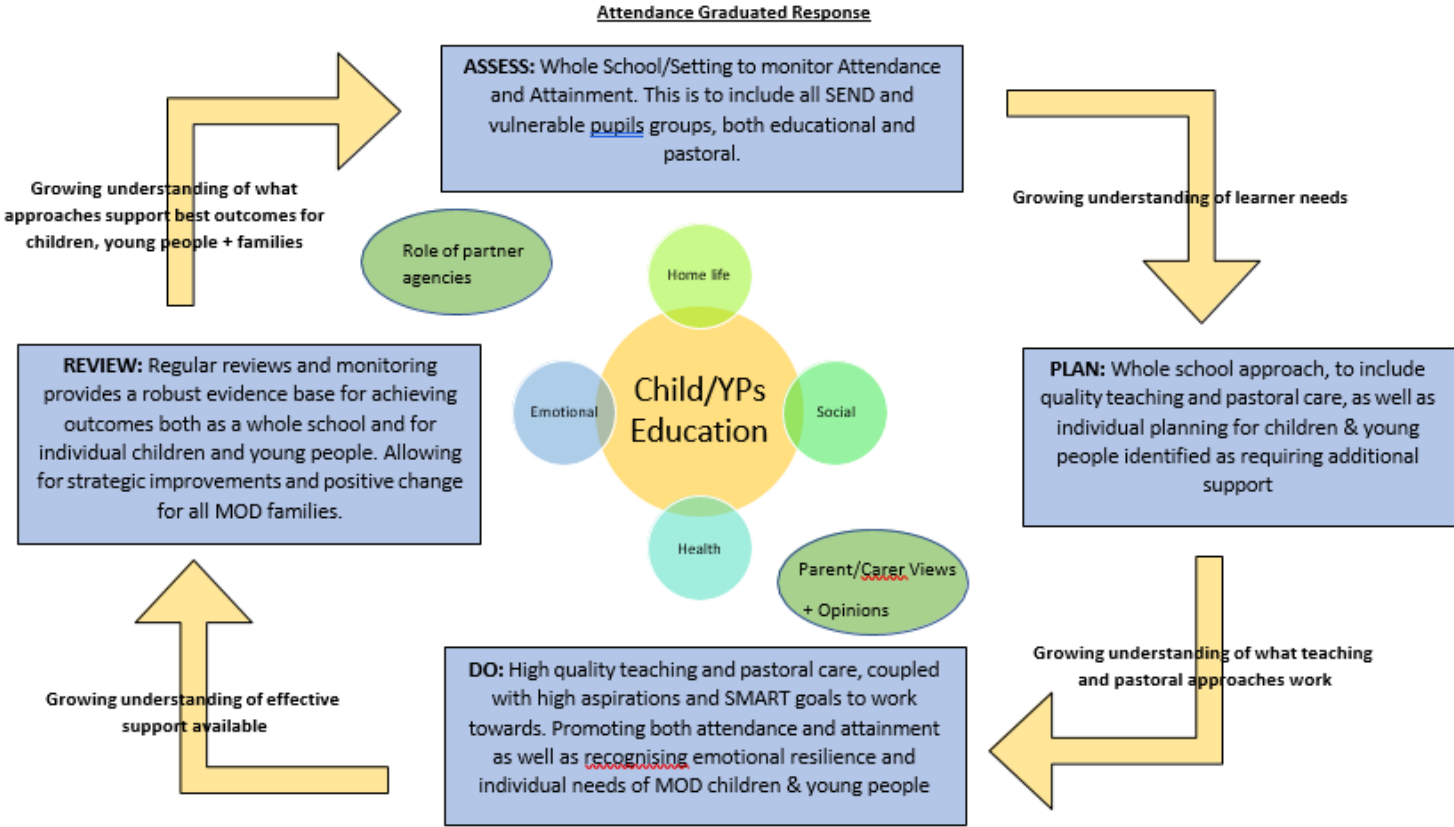 Attendance Graduated Response
ASSESS: Whole School/Setting to monitor Attendance
and Attainment. This is to include all SEND and
vulnerable pupils groups, both educational and
pastoral.
Growing understanding of what
approaches support best outcomes for
children, young people + families
Growing understanding of learner needs
Role of partner
agencies
Home life
REVIEW: Regular reviews and monitoring
provides a robust evidence base for achieving
outcomes both as a whole school and for
individual children and young people. Allowing
for strategic improvements and positive change
for all MOD families.
Emotional
Child/YPs
Education
Social
PLAN: Whole school approach, to include
quality teaching and pastoral care, as well as
individual planning for children & young
people identified as requiring additional
support
Health
Parent/Carer Views
+ Opinions
Growing understanding of effective
support available
DO: High quality teaching and pastoral care, coupled
with high aspirations and SMART goals to work
towards. Promoting both attendance and attainment
as well as recognising emotional resilience and
individual needs of MOD children & young people
Growing understanding of what teaching
and pastoral approaches work